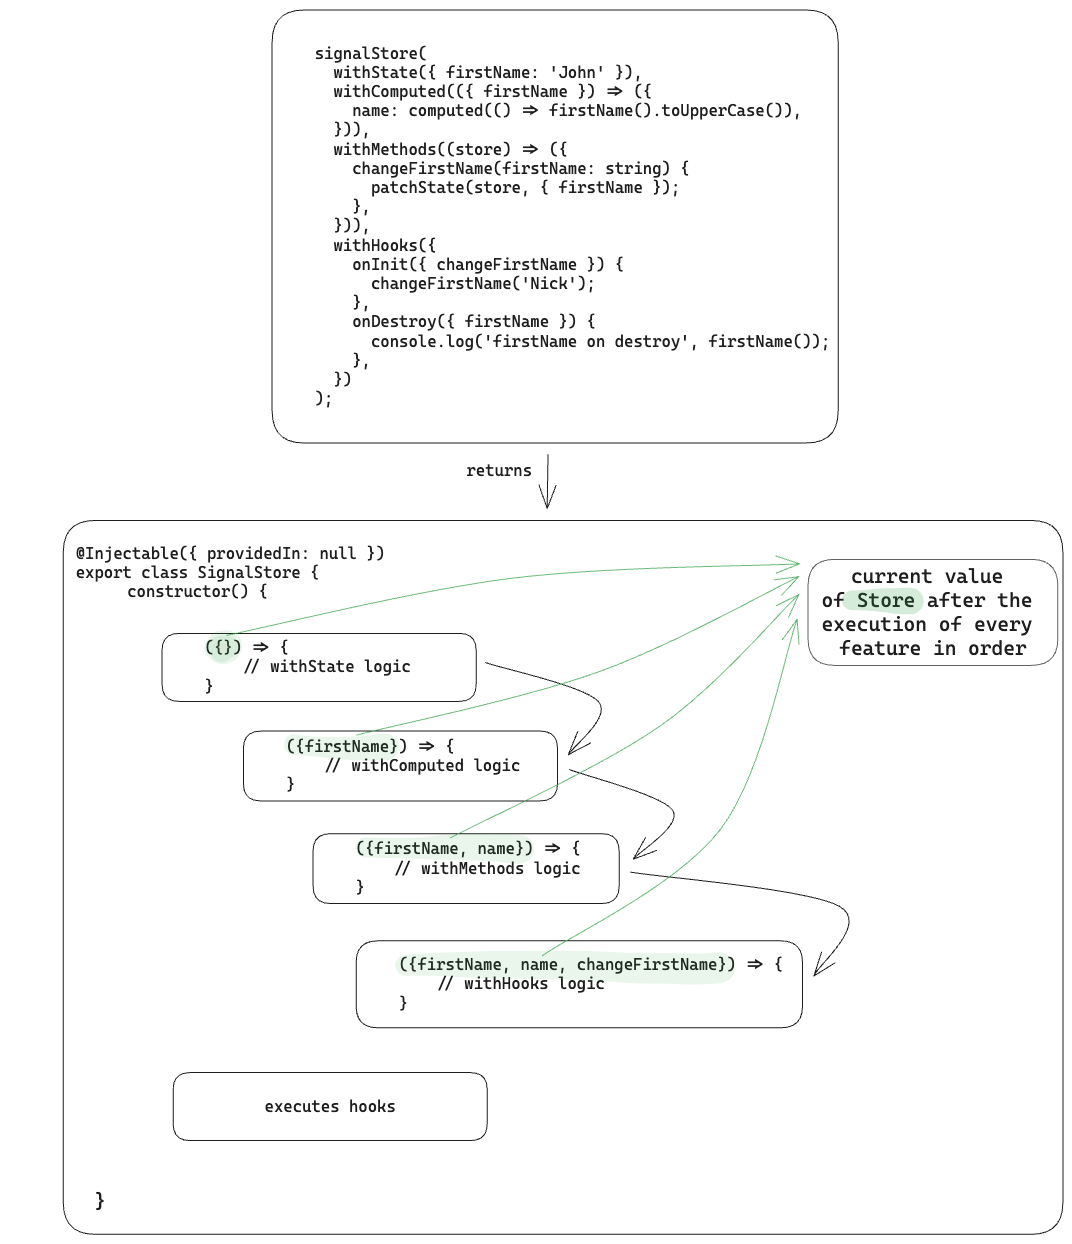 signalStore(
withState({ firstName: 'John' }),
withComputed(({ firstName }) => ({
name: computed(() => firstName().toUpperCase()),
})),
withMethods((store) => ({
changeFirstName(firstName: string) {
patchState(store, { firstName });
},
})),
withHooks({
onInit({ changeFirstName }) {
changeFirstName('Nick');
},
onDestroy({ firstName }) {
console.log('firstName on destroy', firstName());
},
})
);
returns
@Injectable({ providedIn: null })
export class SignalStore {
constructor() {
current value
of Store after the
execution of every
feature in order
({}) => {
// withState logic
}
({firstName}) => {
// withComputed logic
}
({firstName, name}) => {
// withMethods logic
}
({firstName, name, changeFirstName}) => {
// withHooks logic
}
executes hooks
}